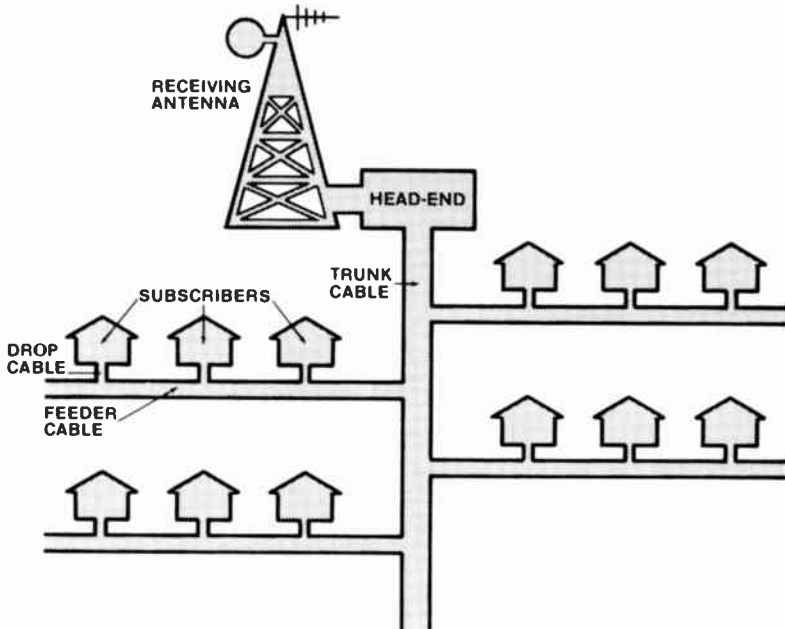 RECEIVING
ANTENNA
HEAD-END
TRUNK
CABLE
SUBSCRIBERS
DROP
CABLE
FEEDER
CABLE